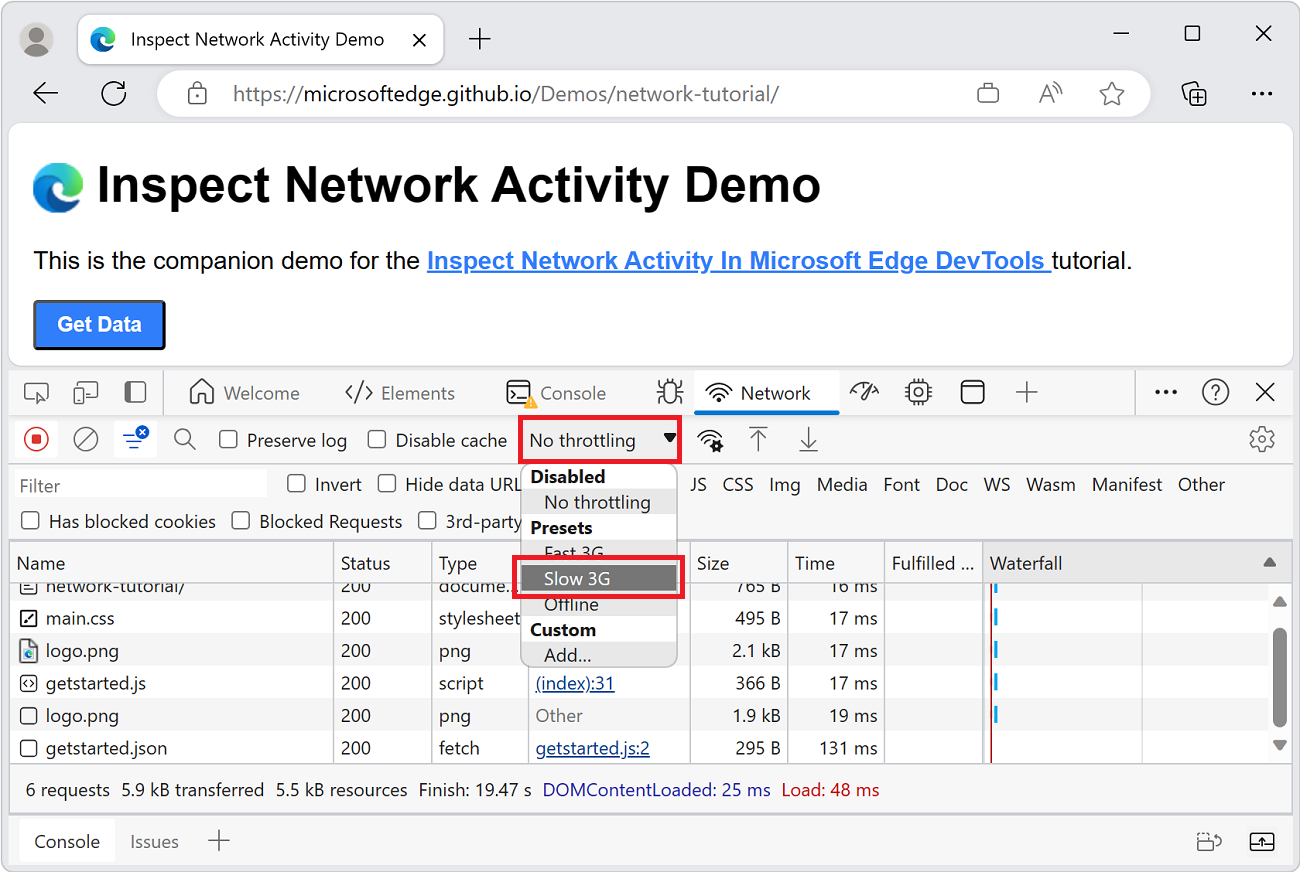 Inspect Network Activity Demo
https://microsoftedge.github.io/Demos/network-tutorial/
Inspect Network Activity Demo
This is the companion demo for the Inspect Network Activity In Microsoft Edge DevTools tutorial.
Get Data
Welcome Elements Console Network
Preserve log Disable cache No throttling
Filter Invert Hide data URL JS CSS Img Media Font Doc WS Wasm Manifest Other
Has blocked cookies Blocked Requests 3rd-party
Disabled
No throttling
Presets
Fast 3G
Slow 3G
Offline
Custom
Add...
Name Status Type Size Time Fulfilled ... Waterfall
network-tutorial/ 200 docume... 765 B 16 ms
main.css 200 stylesheet 495 B 17 ms
logo.png 200 png 2.1 kB 17 ms
getstarted.js 200 script (index):31 366 B 17 ms
logo.png 200 png Other 1.9 kB 19 ms
getstarted.json 200 fetch getstarted.js:2 295 B 131 ms
6 requests 5.9 kB transferred 5.5 kB resources Finish: 19.47 s DOMContentLoaded: 25 ms Load: 48 ms
Console Issues